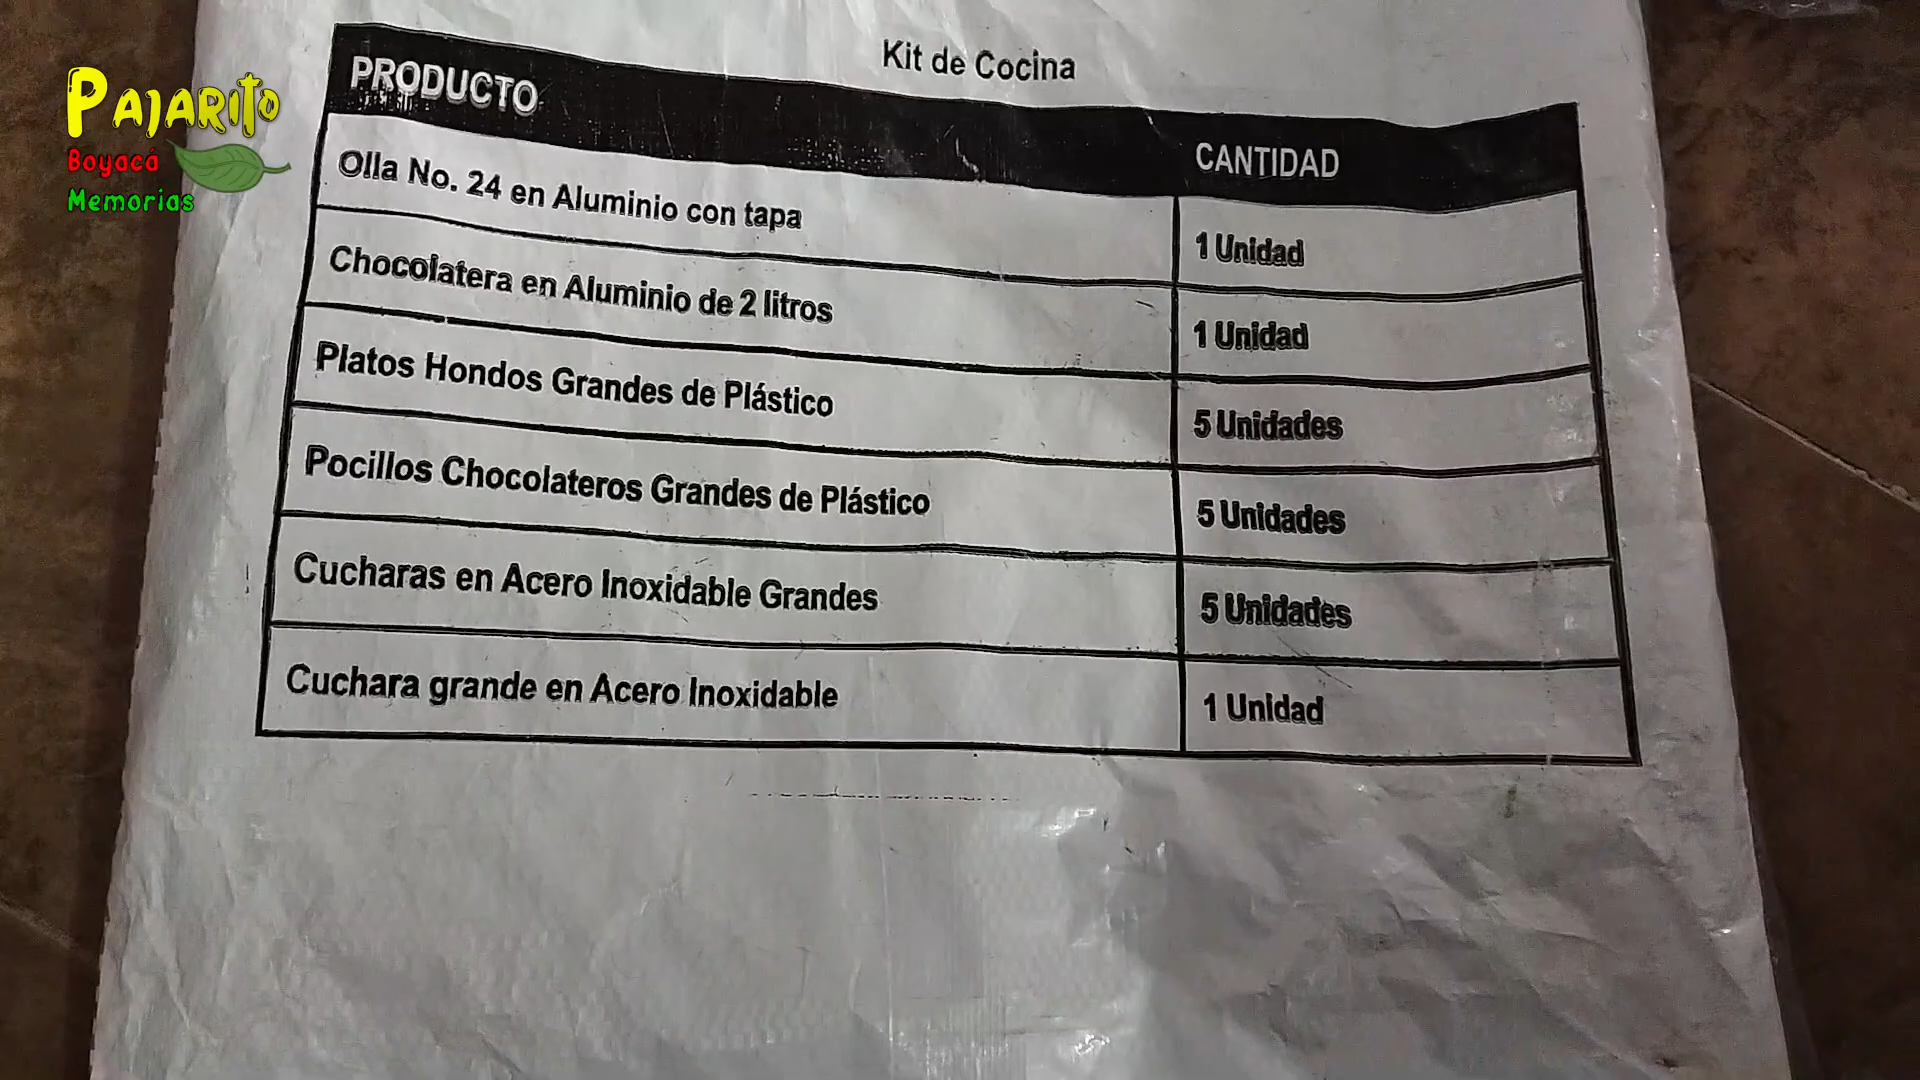 Pajarito
Boyacá
Memorias
Kit de Cocina
PRODUCTO CANTIDAD
Olla No. 24 en Aluminio con tapa 1 Unidad
Chocolatera en Aluminio de 2 litros 1 Unidad
Platos Hondos Grandes de Plástico 5 Unidades
Pocillos Chocolateros Grandes de Plástico 5 Unidades
Cucharas en Acero Inoxidable Grandes 5 Unidades
Cuchara grande en Acero Inoxidable 1 Unidad